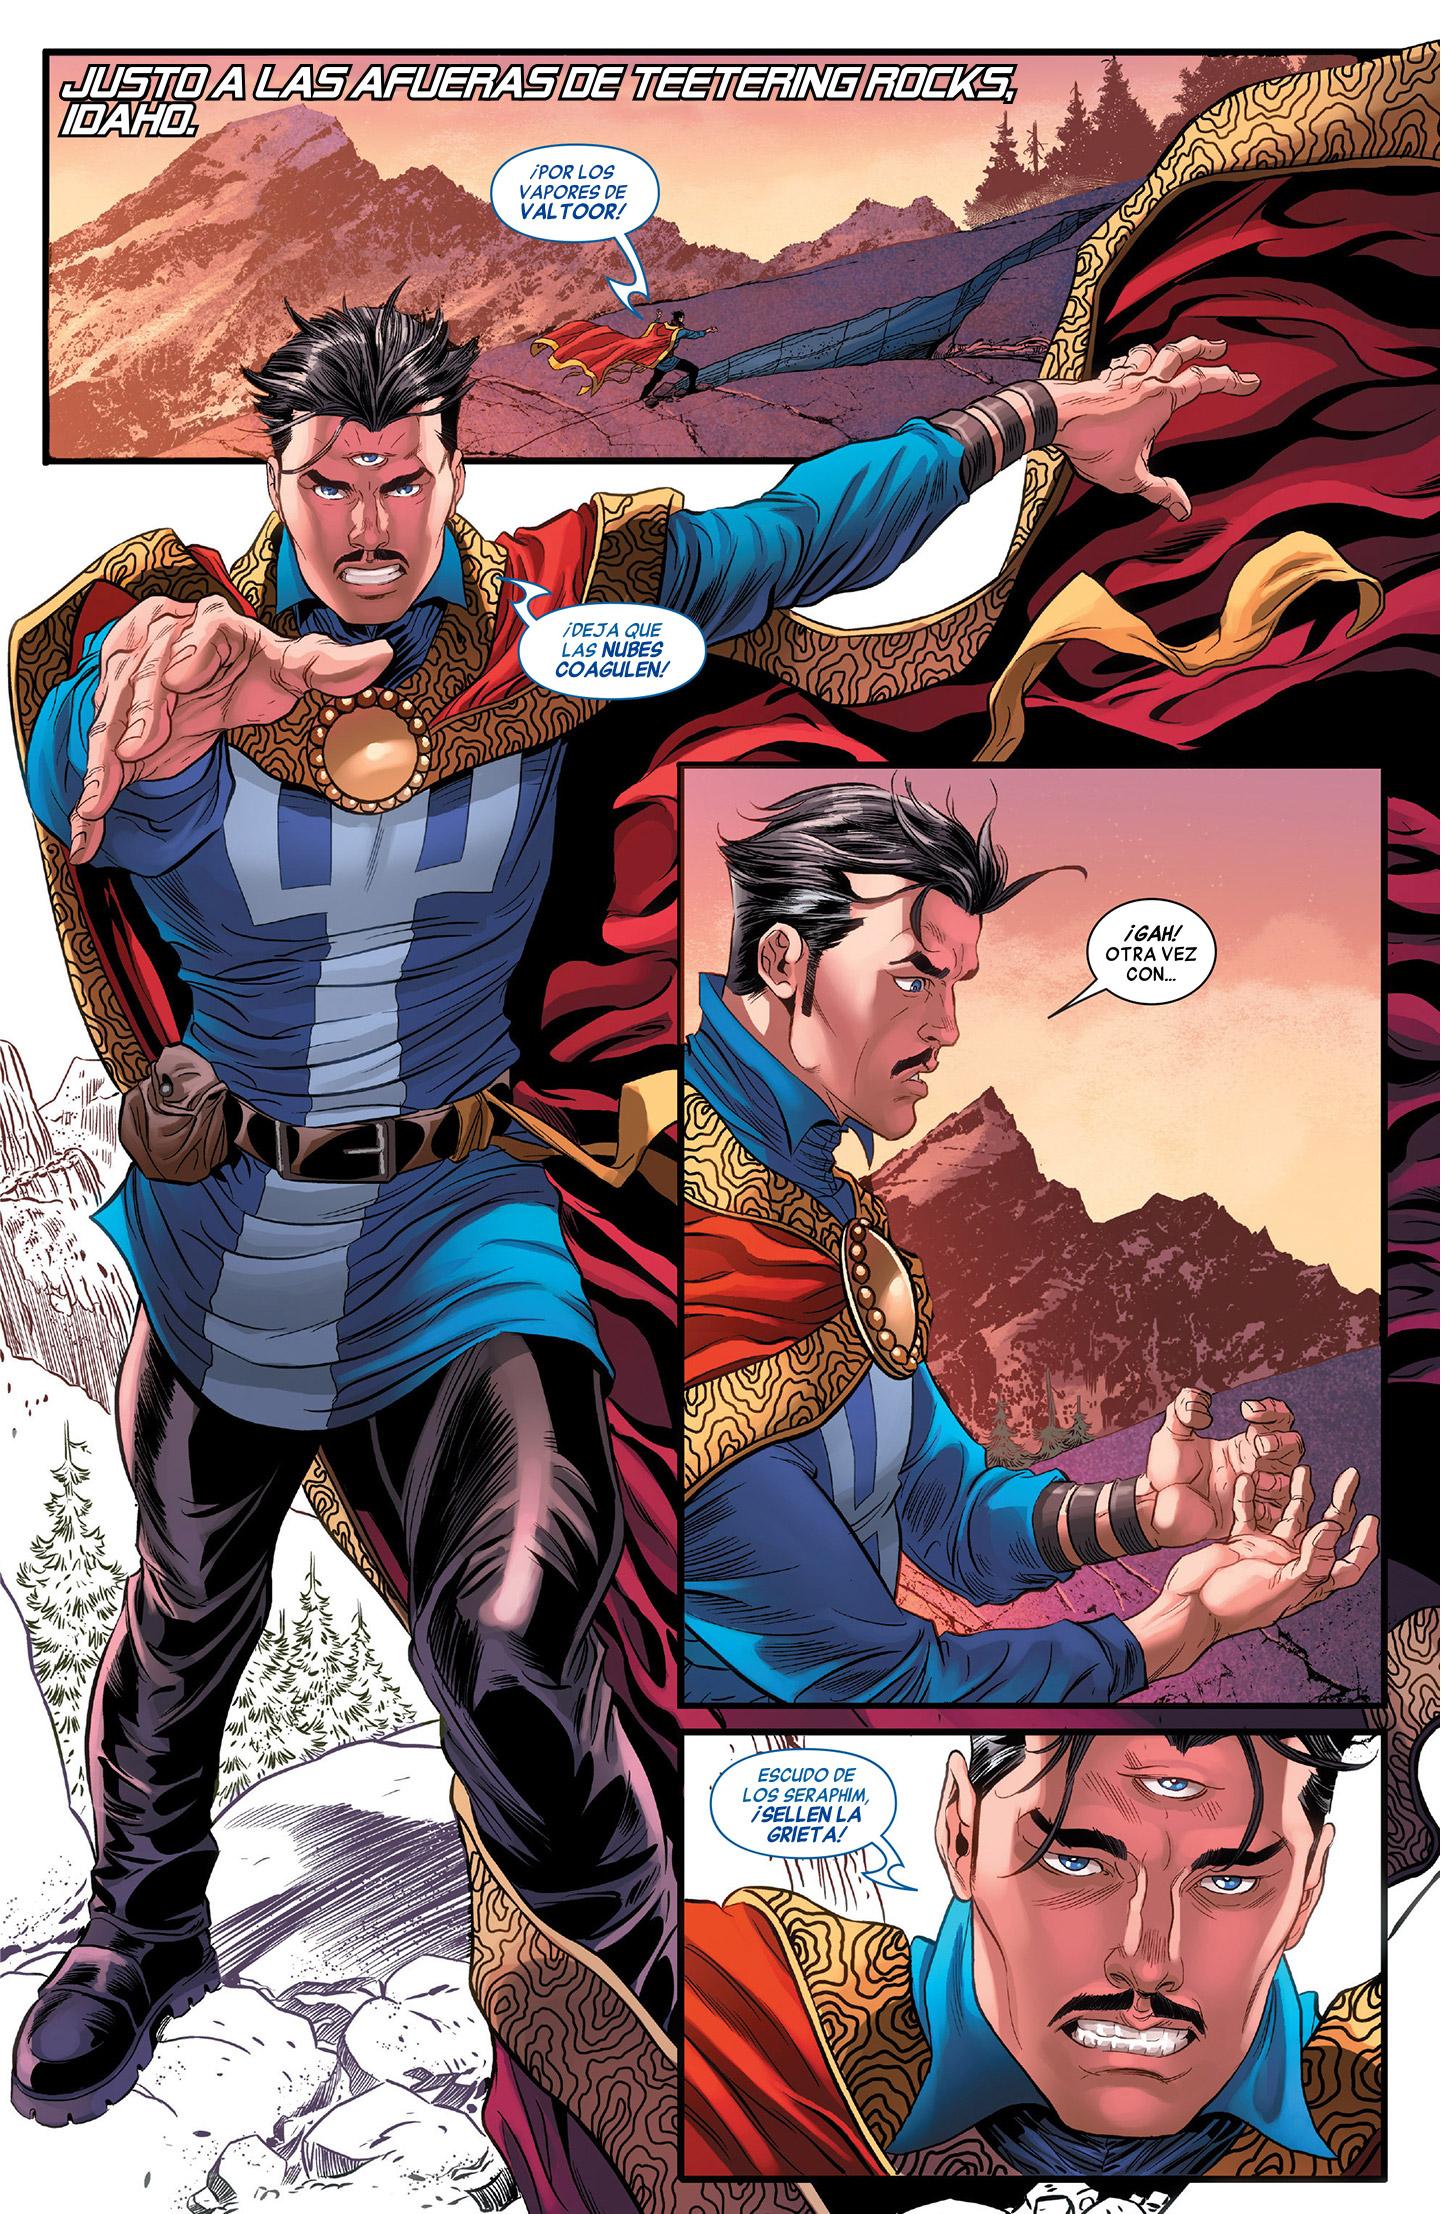 JUSTO A LAS AFUERAS DE TEETERING ROCKS,
IDAHO.
¡POR LOS
VAPORES DE
VALTOOR!
¡DEJA QUE
LAS NUBES
COAGULEN!
¡GAH!
OTRA VEZ
CON...
ESCUDO DE
LOS SERAPHIM,
¡SELLEN LA
GRIETA!